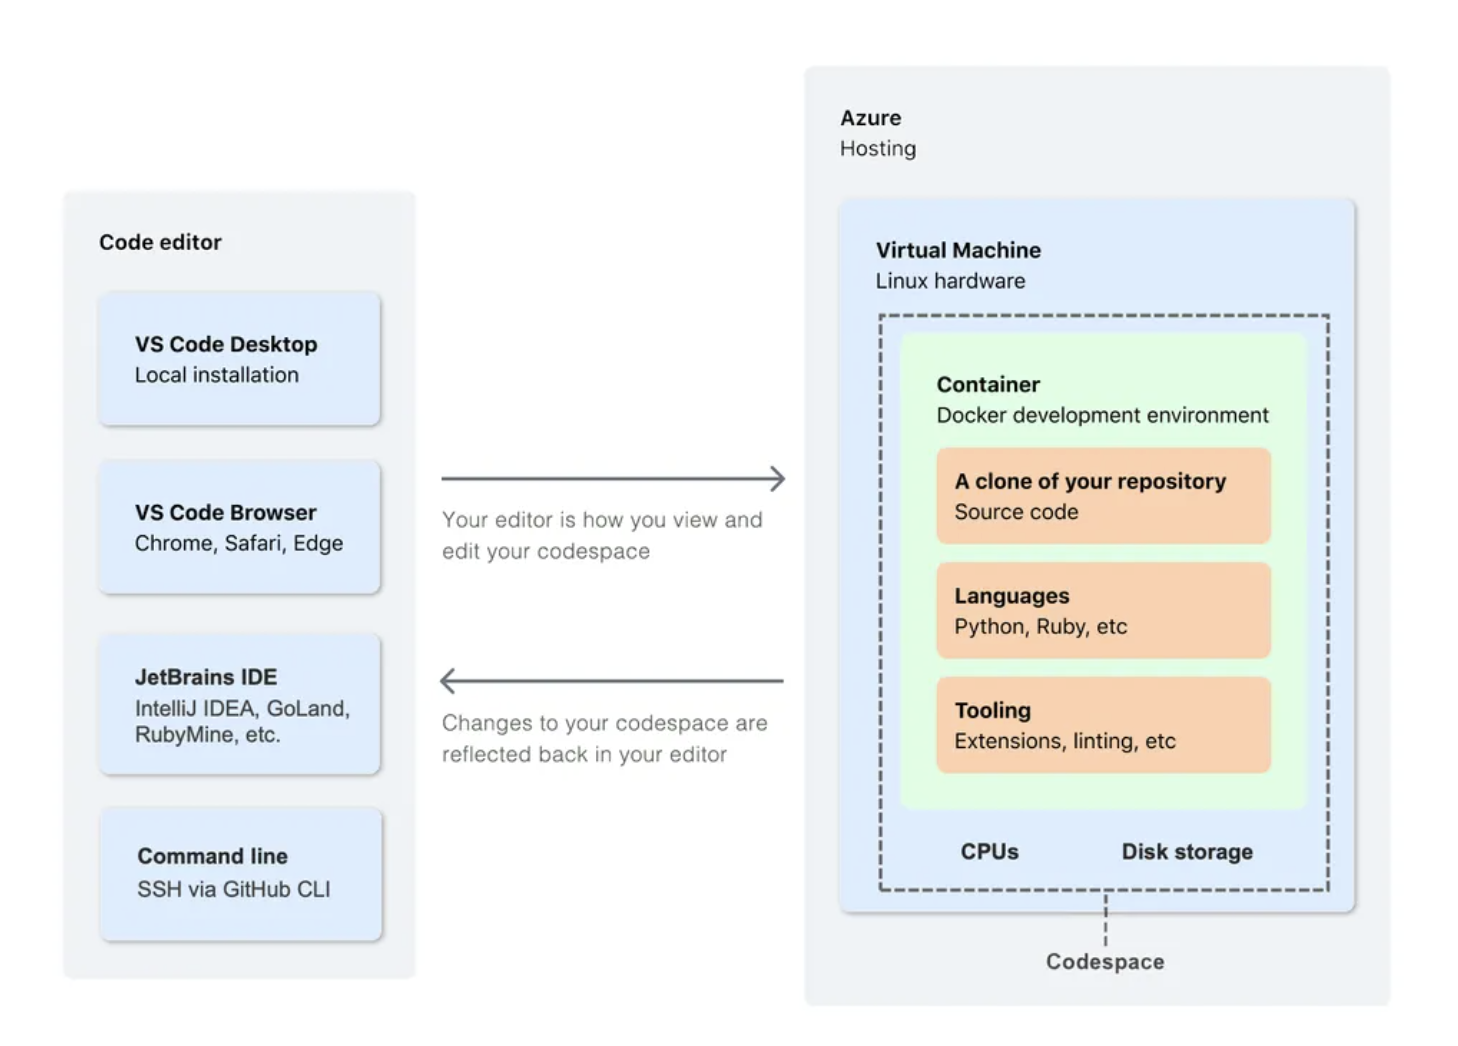 Code editor
VS Code Desktop
Local installation
VS Code Browser
Chrome, Safari, Edge
JetBrains IDE
IntelliJ IDEA, GoLand,
RubyMine, etc.
Command line
SSH via GitHub CLI
Your editor is how you view and
edit your codespace
Changes to your codespace are
reflected back in your editor
Azure
Hosting
Virtual Machine
Linux hardware
Container
Docker development environment
A clone of your repository
Source code
Languages
Python, Ruby, etc
Tooling
Extensions, linting, etc
CPUs
Disk storage
Codespace